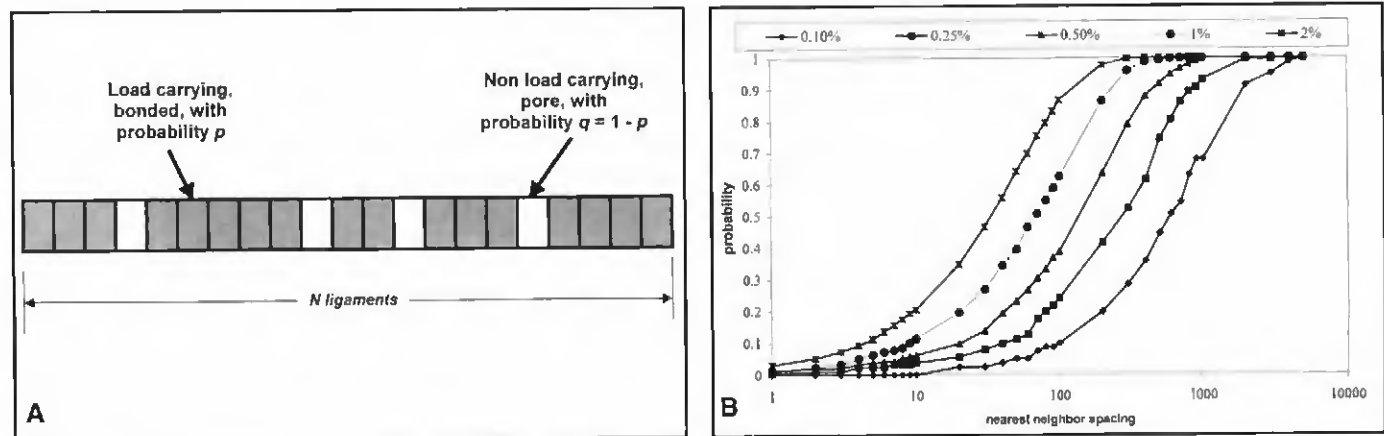 Load carrying,
bonded, with
probability p
Non load carrying,
pore, with
probability q = 1 - p
N ligaments
A
0.10% 0.25% 0.50% 1% 2%
1
0.9
0.8
0.7
0.6
0.5
0.4
0.3
0.2
0.1
0
probability
1 10 100 1000 10000
nearest neighbor spacing
B